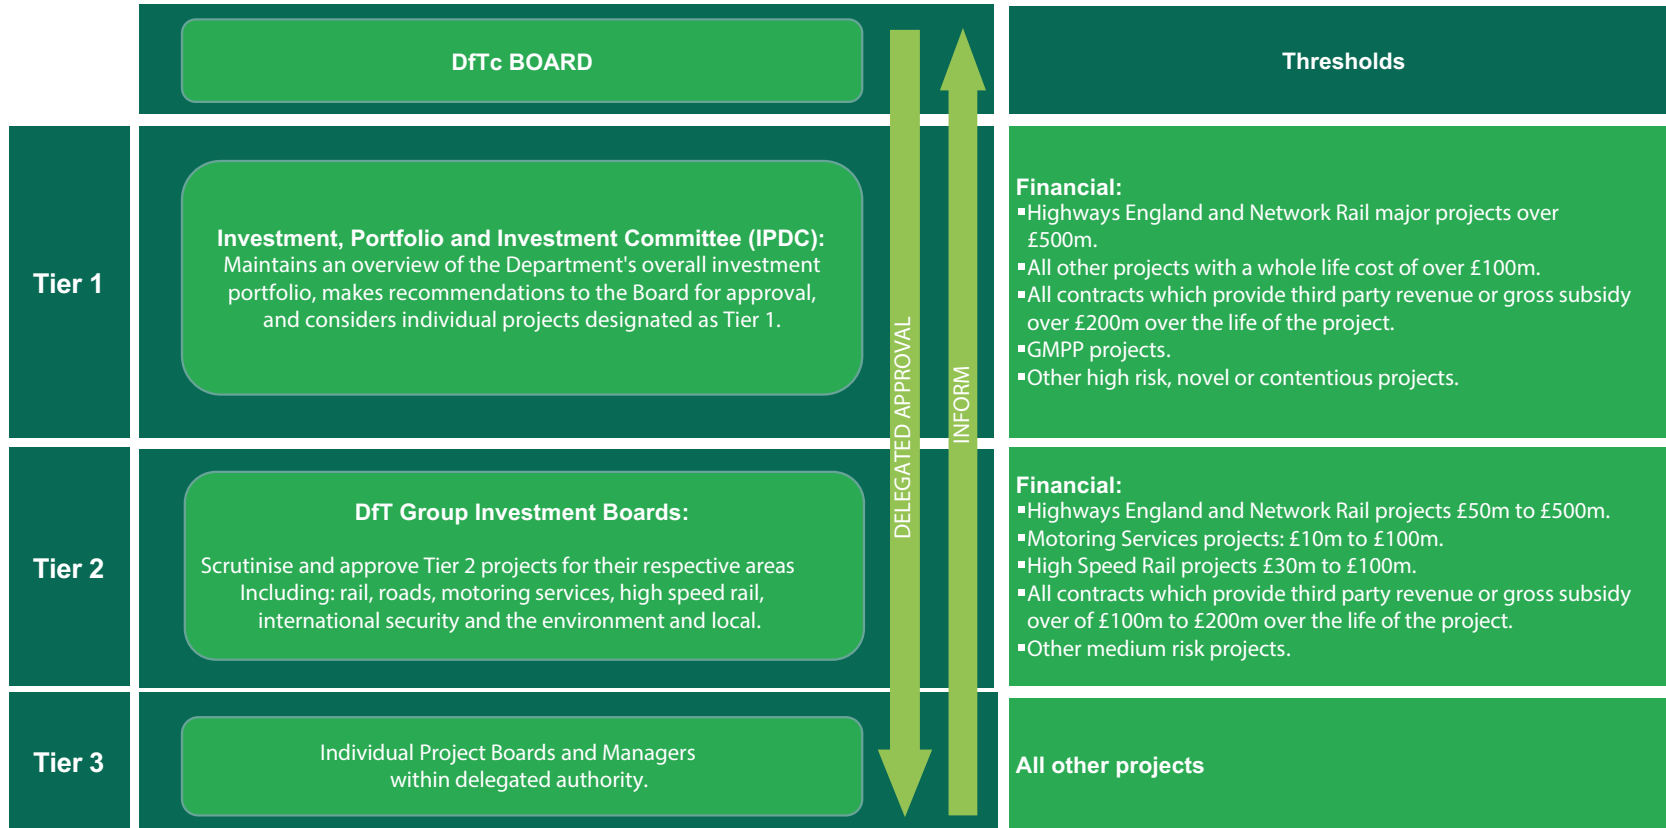 DfTc BOARD
Thresholds
Tier 1
Investment, Portfolio and Investment Committee (IPDC):
Maintains an overview of the Department's overall investment
portfolio, makes recommendations to the Board for approval,
and considers individual projects designated as Tier 1.
Financial:
▪Highways England and Network Rail major projects over
£500m.
▪All other projects with a whole life cost of over £100m.
▪All contracts which provide third party revenue or gross subsidy
over £200m over the life of the project.
▪GMPP projects.
▪Other high risk, novel or contentious projects.
DELEGATED APPROVAL
INFORM
Tier 2
DfT Group Investment Boards:
Scrutinise and approve Tier 2 projects for their respective areas
Including: rail, roads, motoring services, high speed rail,
international security and the environment and local.
Financial:
▪Highways England and Network Rail projects £50m to £500m.
▪Motoring Services projects: £10m to £100m.
▪High Speed Rail projects £30m to £100m.
▪All contracts which provide third party revenue or gross subsidy
over of £100m to £200m over the life of the project.
▪Other medium risk projects.
Tier 3
Individual Project Boards and Managers
within delegated authority.
All other projects